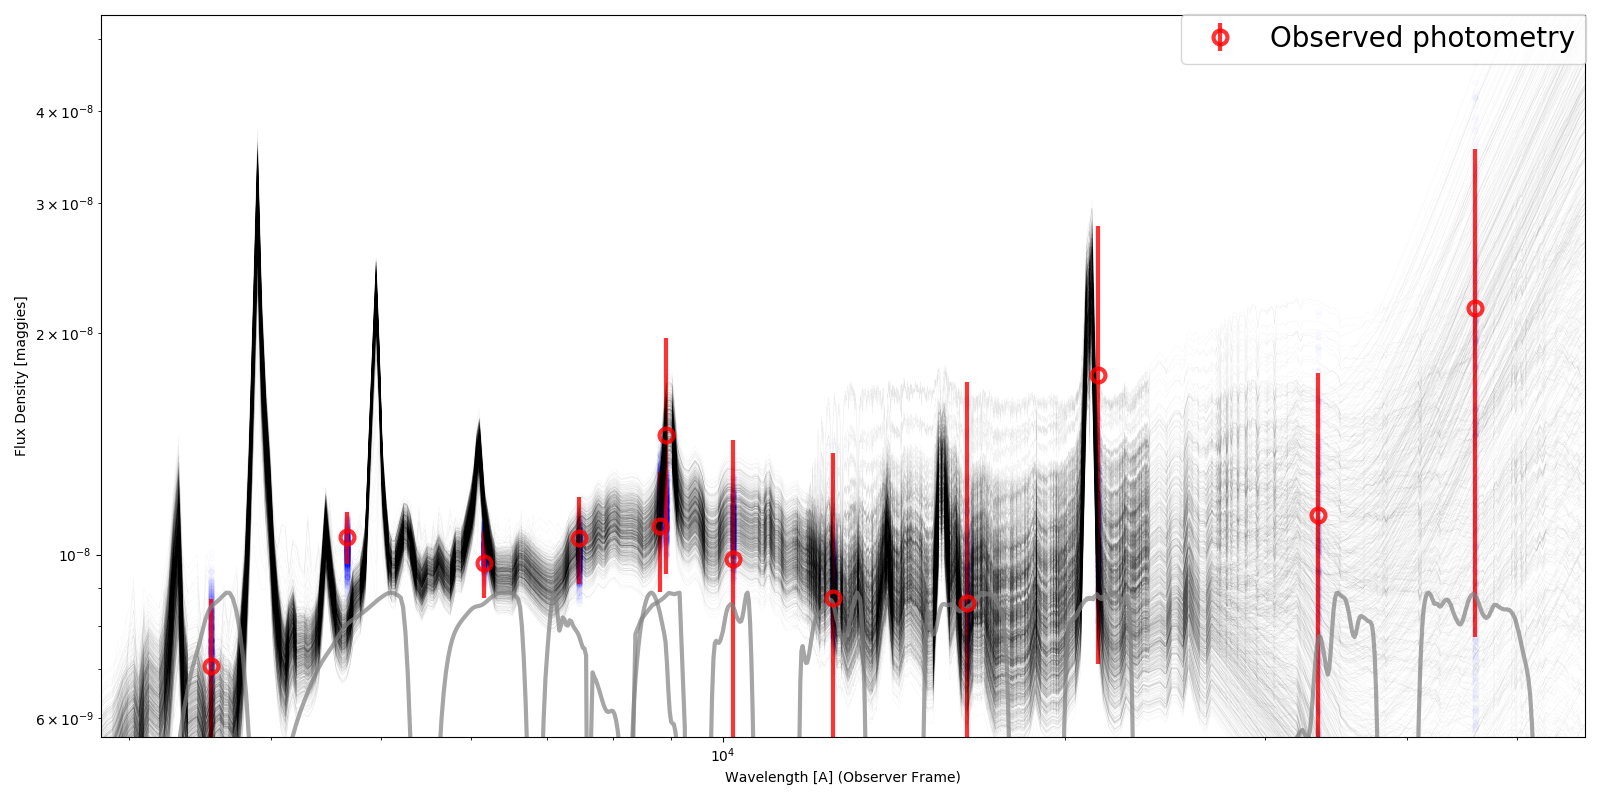 Observed photometry
Flux Density [maggies]
4 × 10⁻⁸
3 × 10⁻⁸
2 × 10⁻⁸
10⁻⁸
6 × 10⁻⁹
10⁴
Wavelength [A] (Observer Frame)